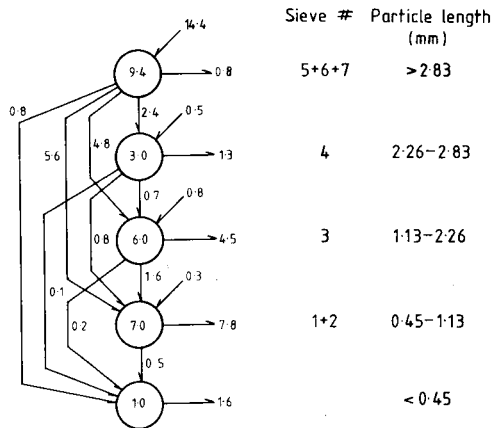 Sieve # Particle length
(mm)
14·4
9·4 0·8 5+6+7 >2·83
0·8 2·4 0·5
5·6 4·8
3·0 1·3 4 2·26-2·83
0·7 0·8
6·0 4·5 3 1·13-2·26
0·8
1·6 0·3
0·1
0·2 7·0 7·8 1+2 0·45-1·13
0·5
1·0 1·6 <0·45